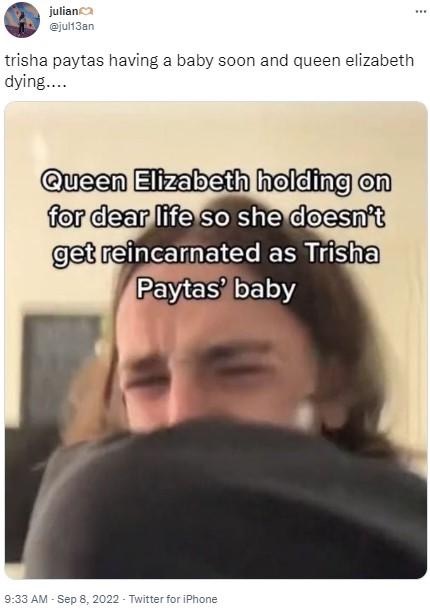 julian🫶
@jul13an
trisha paytas having a baby soon and queen elizabeth
dying....
Queen Elizabeth holding on
for dear life so she doesn't
get reincarnated as Trisha
Paytas' baby
9:33 AM · Sep 8, 2022 · Twitter for iPhone